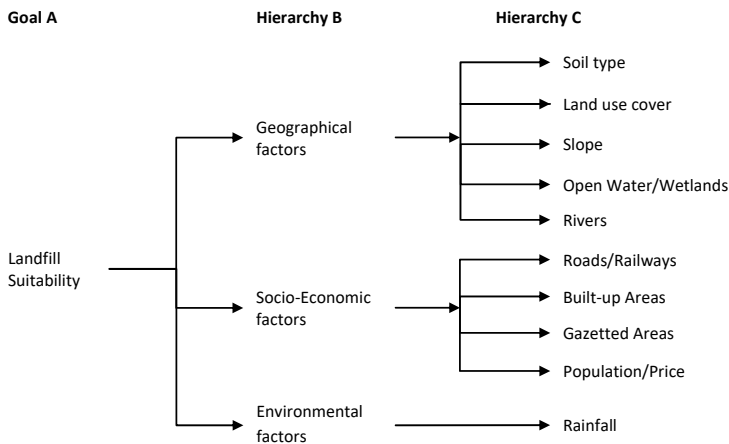 Goal A
Hierarchy B
Hierarchy C
Soil type
Land use cover
Geographical
factors
Slope
Open Water/Wetlands
Rivers
Landfill
Suitability
Roads/Railways
Socio-Economic
factors
Built-up Areas
Gazetted Areas
Population/Price
Environmental
factors
Rainfall